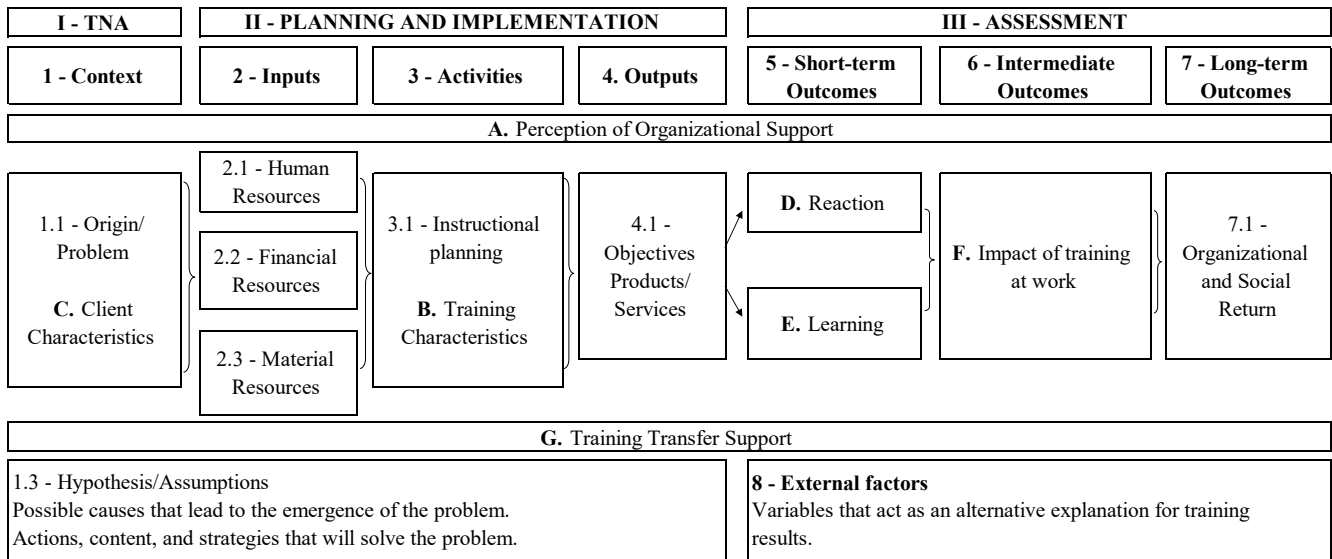 I - TNA
II - PLANNING AND IMPLEMENTATION
III - ASSESSMENT
1 - Context
2 - Inputs
3 - Activities
4. Outputs
5 - Short-term
Outcomes
6 - Intermediate
Outcomes
7 - Long-term
Outcomes
A. Perception of Organizational Support
1.1 - Origin/
Problem
C. Client
Characteristics
2.1 - Human
Resources
2.2 - Financial
Resources
2.3 - Material
Resources
3.1 - Instructional
planning
B. Training
Characteristics
4.1 -
Objectives
Products/
Services
D. Reaction
E. Learning
F. Impact of training
at work
7.1 -
Organizational
and Social
Return
G. Training Transfer Support
1.3 - Hypothesis/Assumptions
Possible causes that lead to the emergence of the problem.
Actions, content, and strategies that will solve the problem.
8 - External factors
Variables that act as an alternative explanation for training
results.